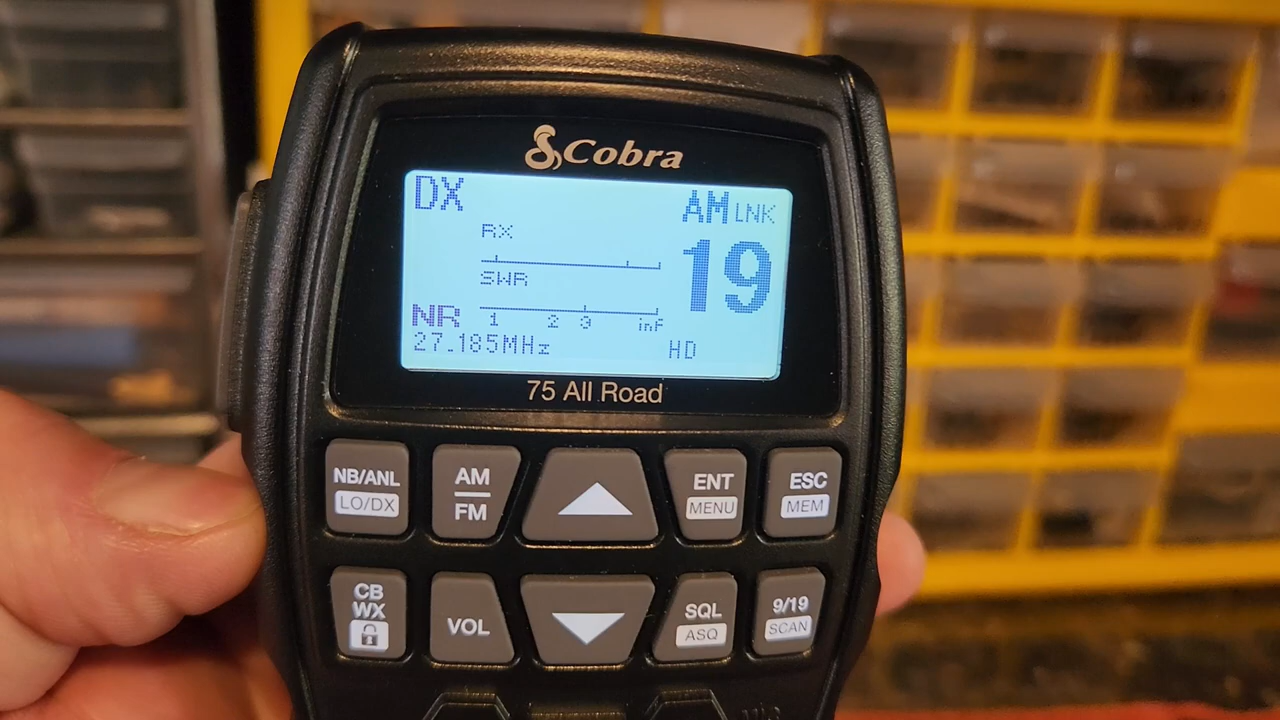 Cobra
DX
AM LNK
RX
19
SWR
NR
1 2 3 inF
27.185MHz
HD
75 All Road
NB/ANL
LO/DX
AM
FM
ENT
MENU
ESC
MEM
CB
WX
VOL
SQL
ASQ
9/19
SCAN